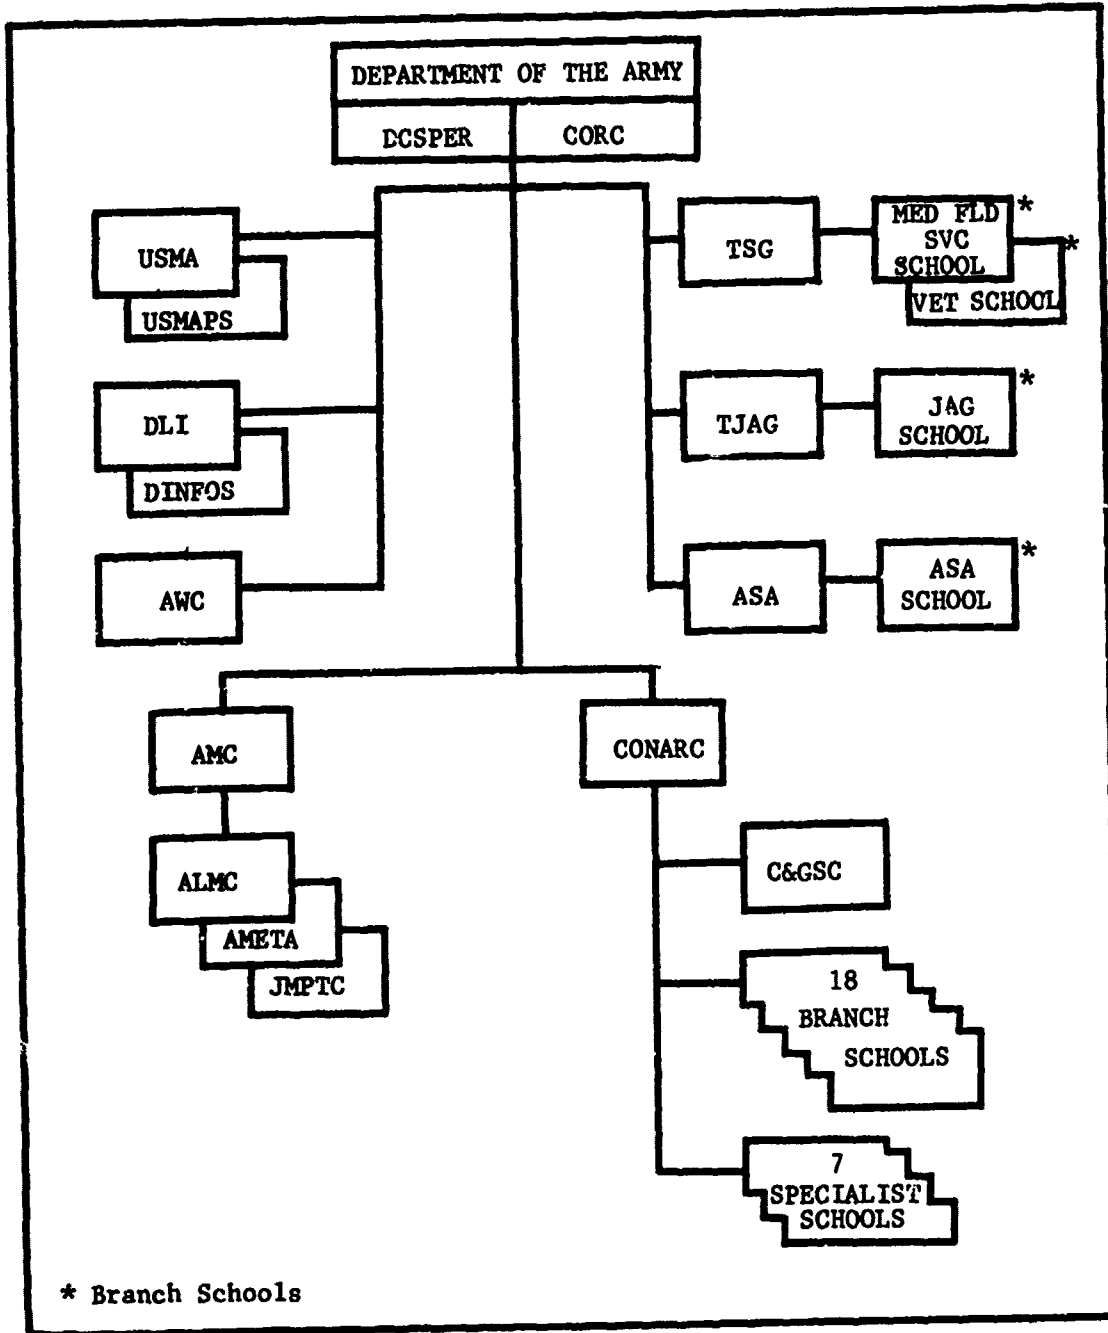 DEPARTMENT OF THE ARMY
DCSPER
CORC
USMA
USMAPS
DLI
DINFOS
AWC
TSG
MED FLD *
SVC *
SCHOOL
VET SCHOOL
TJAG
JAG *
SCHOOL
ASA
ASA *
SCHOOL
AMC
ALMC
AMETA
JMPTC
CONARC
C&GSC
18
BRANCH
SCHOOLS
7
SPECIALIST
SCHOOLS
* Branch Schools